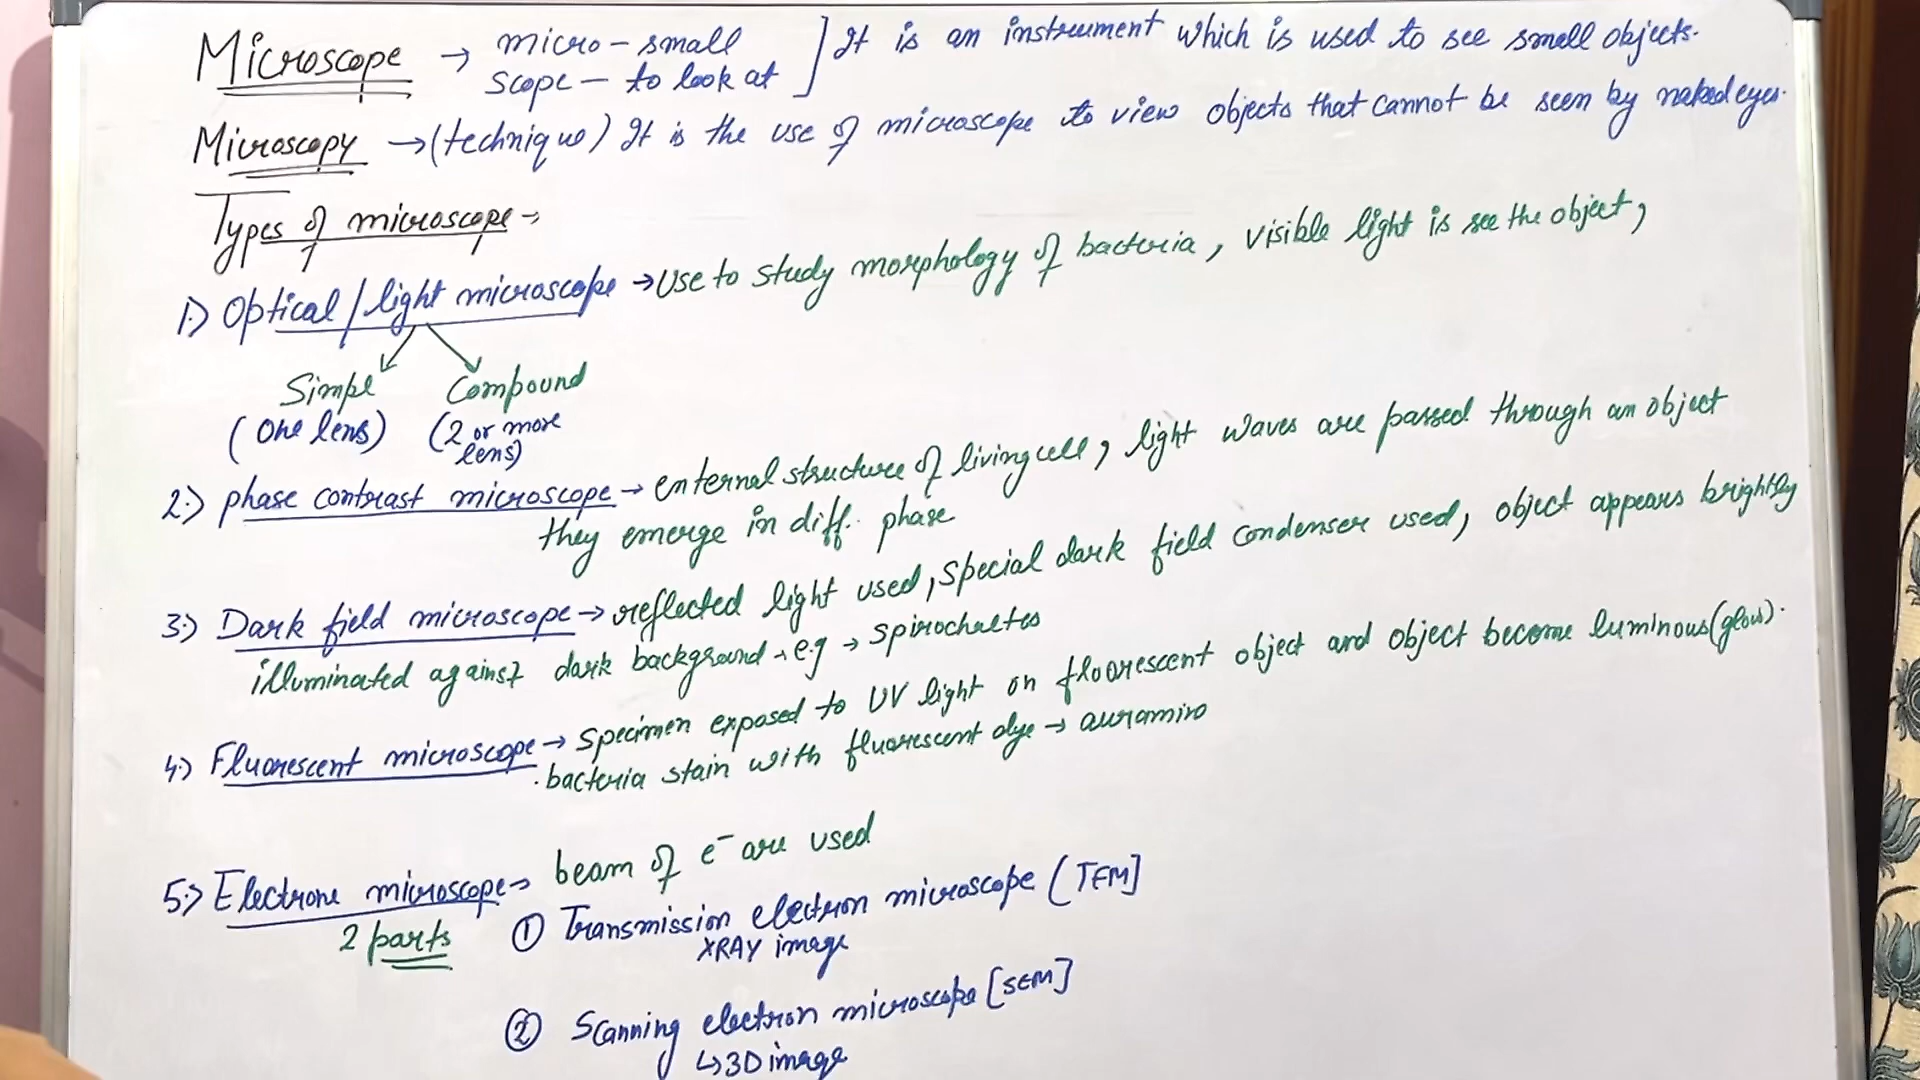 Microscope → micro - small ] It is an instrument which is used to see small objects.
scope - to look at
Microscopy → (technique) It is the use of microscope to view objects that cannot be seen by naked eyes.
Types of microscope -
1.) Optical / light microscope → Use to study morphology of bacteria, visible light is see the object,
Simple Compound
(One lens) (2 or more
lens)
2.) phase contrast microscope → enternal structure of living cell, light waves are passed through an object
they emerge in diff. phase
3.) Dark field microscope → reflected light used, special dark field condenser used, object appears brightly
illuminated against dark background, e.g → spirochaetes
4.) Fluorescent microscope → specimen exposed to UV light on fluorescent object and object become luminous (glow).
. bacteria stain with fluorescent dye →
5.) Electrone microscope → beam of e⁻ are used
2 parts ① Transmission electron microscope (TEM]
XRAY image
② Scanning electron microscope [SEM]
↳ 3D image